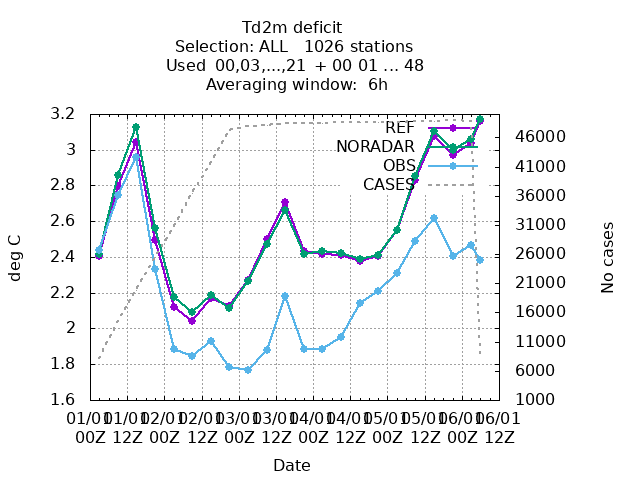 Td2m deficit
Selection: ALL   1026 stations
Used  00,03,...,21  + 00 01 ... 48
Averaging window:  6h
3.2
3
2.8
2.6
2.4
2.2
2
1.8
1.6
deg C
REF
NORADAR
OBS
CASES
46000
41000
36000
31000
26000
21000
16000
11000
6000
1000
No cases
01/01 01/01 02/01 02/01 03/01 03/01 04/01 04/01 05/01 05/01 06/01 06/01
00Z 12Z 00Z 12Z 00Z 12Z 00Z 12Z 00Z 12Z 00Z 12Z
Date